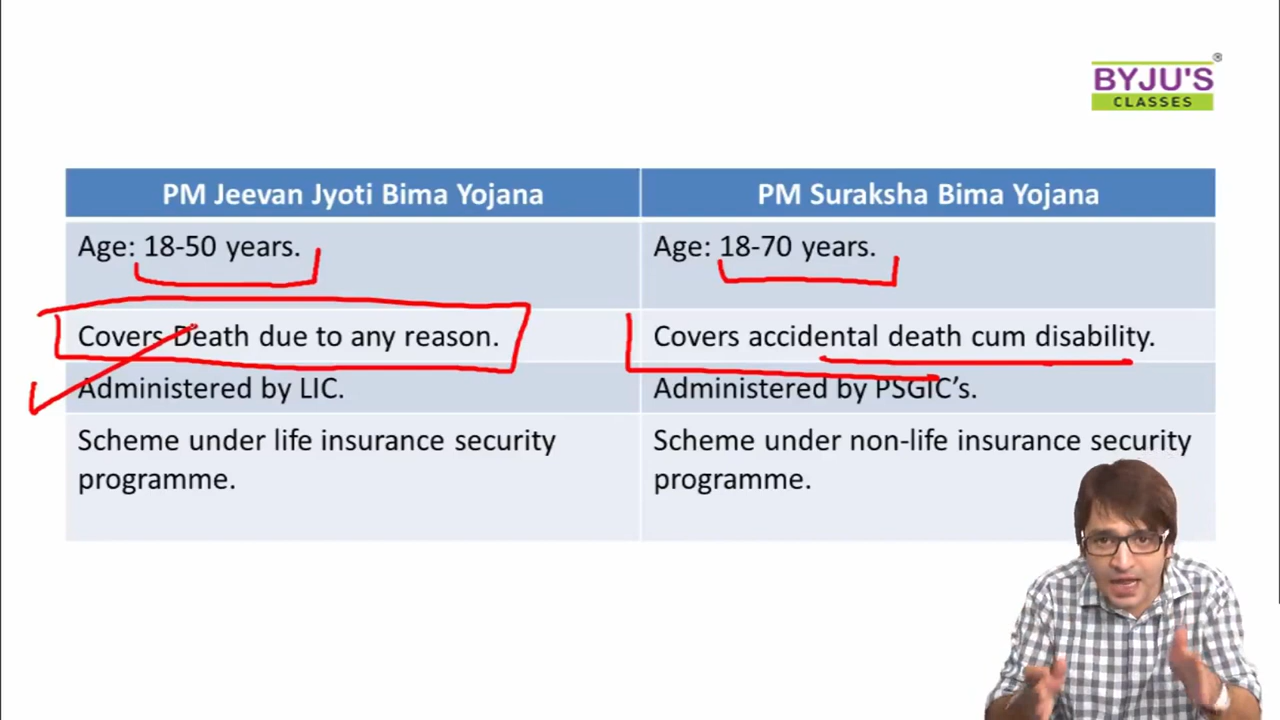 BYJU'S
CLASSES
PM Jeevan Jyoti Bima Yojana
PM Suraksha Bima Yojana
Age: 18-50 years.
Age: 18-70 years.
Covers Death due to any reason.
Covers accidental death cum disability.
Administered by LIC.
Administered by PSGIC's.
Scheme under life insurance security
programme.
Scheme under non-life insurance security
programme.